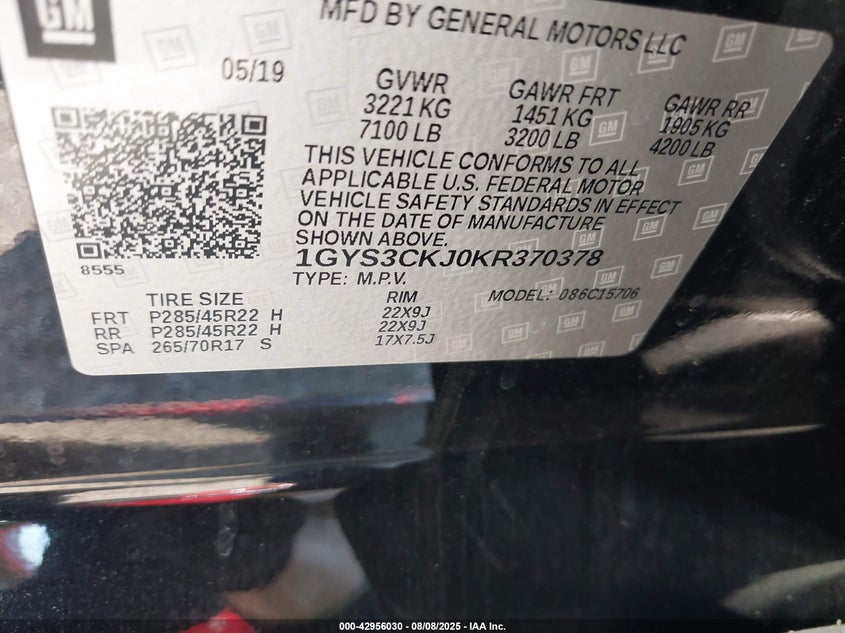 GM
MFD BY GENERAL MOTORS LLC
05/19
GVWR
3221 KG
7100 LB
GAWR FRT
1451 KG
3200 LB
GAWR RR
1905 KG
4200 LB
THIS VEHICLE CONFORMS TO ALL
APPLICABLE U.S. FEDERAL MOTOR
VEHICLE SAFETY STANDARDS IN EFFECT
ON THE DATE OF MANUFACTURE
SHOWN ABOVE.
8555
1GYS3CKJ0KR370378
TYPE: M.P.V.
MODEL: 086C15706
TIRE SIZE RIM
FRT P285/45R22 H 22X9J
RR P285/45R22 H 22X9J
SPA 265/70R17 S 17X7.5J
000-42956030 - 08/08/2025 - IAA Inc.